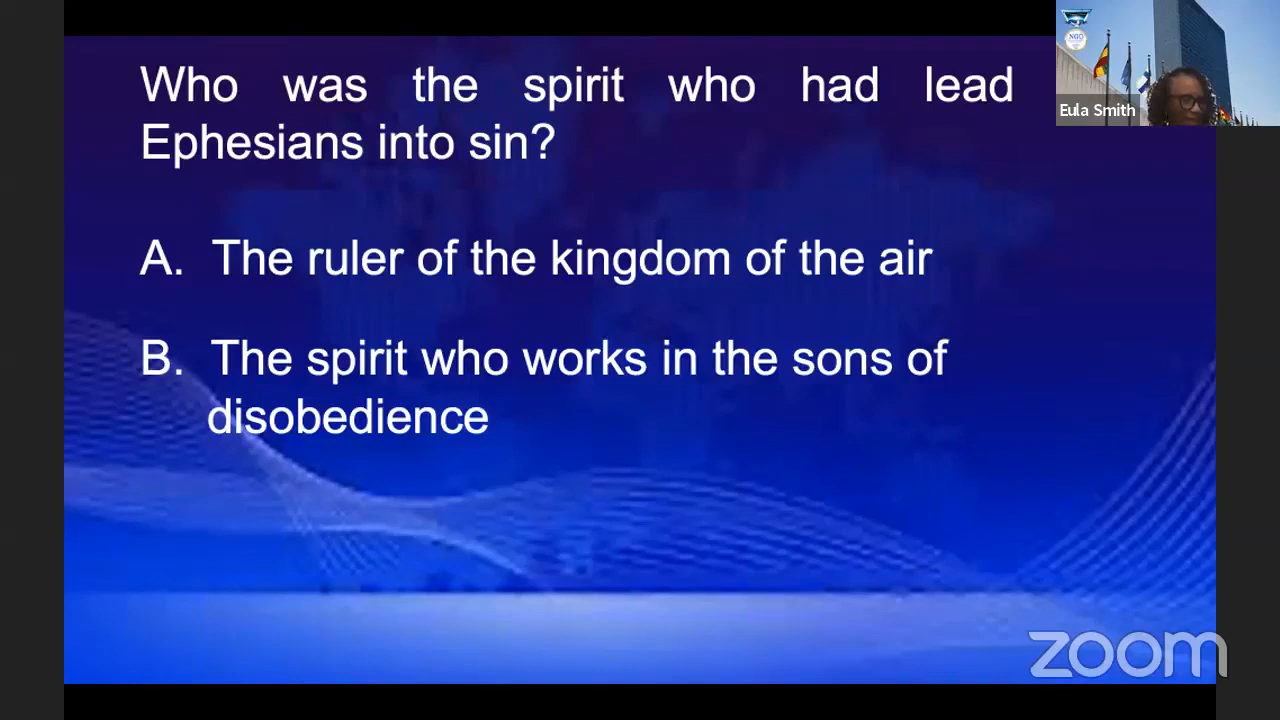 Who was the spirit who had lead
Ephesians into sin?
A. The ruler of the kingdom of the air
B. The spirit who works in the sons of
disobedience
NGO
Eula Smith
zoom